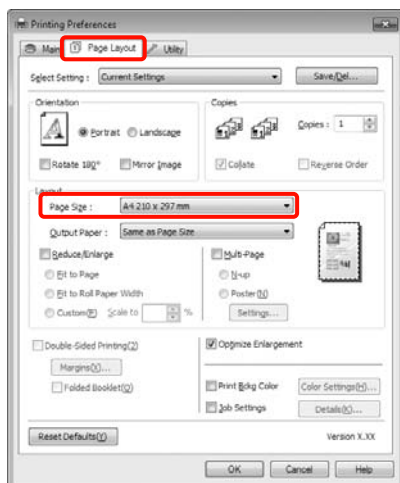 Printing Preferences
Main Page Layout Utility
Select Setting : Current Settings Save/Del...
Orientation Copies
Portrait Landscape Copies : 1
Rotate 180° Mirror Image Collate Reverse Order
Layout
Page Size : A4 210 x 297 mm
Output Paper : Same as Page Size
Reduce/Enlarge Multi-Page
Fit to Page N-up
Fit to Roll Paper Width Poster(N)
Custom(F) Scale to % Settings...
Double-Sided Printing(2) Optimize Enlargement
Margins(X)...
Folded Booklet(Q) Print Bckg Color Color Settings(H)...
Job Settings Details(K)...
Reset Defaults(Y) Version X.XX
OK Cancel Help